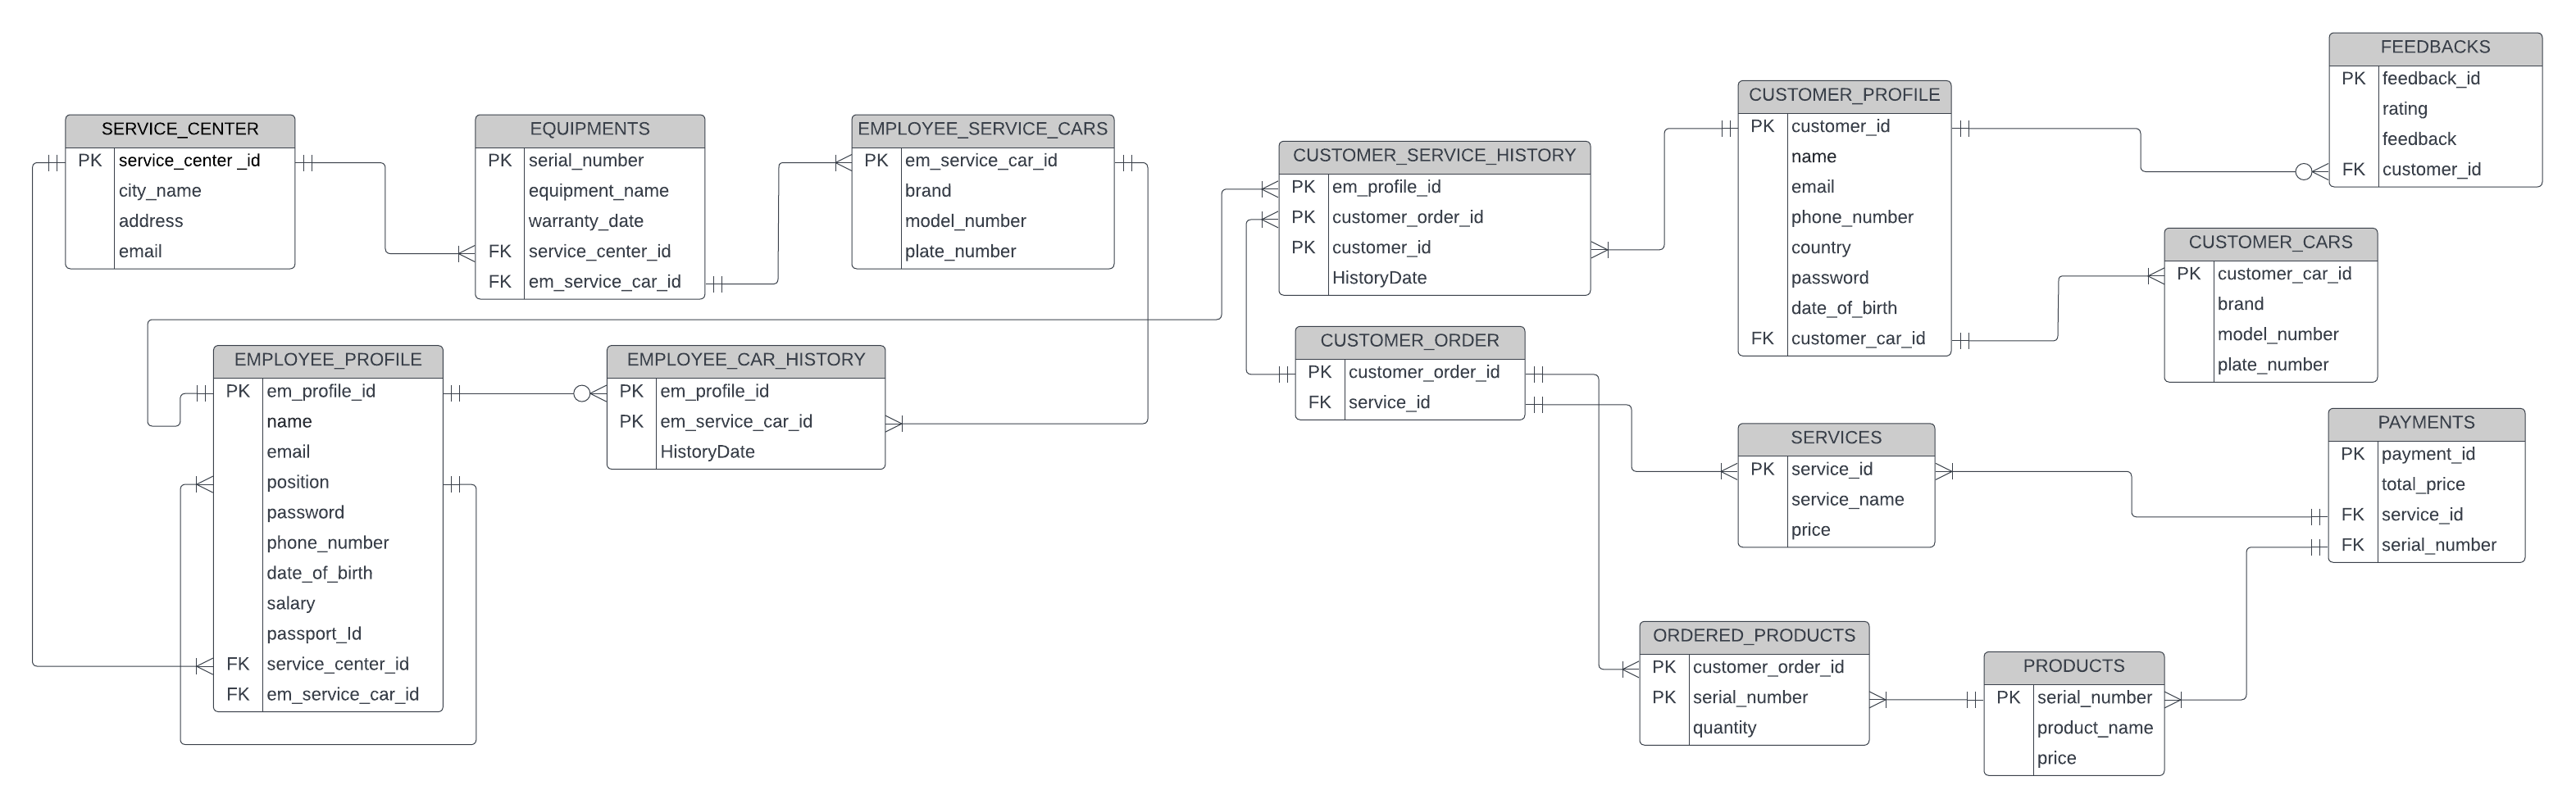 SERVICE_CENTER
PK service_center _id
city_name
address
email
EQUIPMENTS
PK serial_number
equipment_name
warranty_date
FK service_center_id
FK em_service_car_id
EMPLOYEE_SERVICE_CARS
PK em_service_car_id
brand
model_number
plate_number
CUSTOMER_SERVICE_HISTORY
PK em_profile_id
PK customer_order_id
PK customer_id
HistoryDate
CUSTOMER_PROFILE
PK customer_id
name
email
phone_number
country
password
date_of_birth
FK customer_car_id
FEEDBACKS
PK feedback_id
rating
feedback
FK customer_id
CUSTOMER_CARS
PK customer_car_id
brand
model_number
plate_number
EMPLOYEE_PROFILE
PK em_profile_id
name
email
position
password
phone_number
date_of_birth
salary
passport_Id
FK service_center_id
FK em_service_car_id
EMPLOYEE_CAR_HISTORY
PK em_profile_id
PK em_service_car_id
HistoryDate
CUSTOMER_ORDER
PK customer_order_id
FK service_id
SERVICES
PK service_id
service_name
price
PAYMENTS
PK payment_id
total_price
FK service_id
FK serial_number
ORDERED_PRODUCTS
PK customer_order_id
PK serial_number
quantity
PRODUCTS
PK serial_number
product_name
price